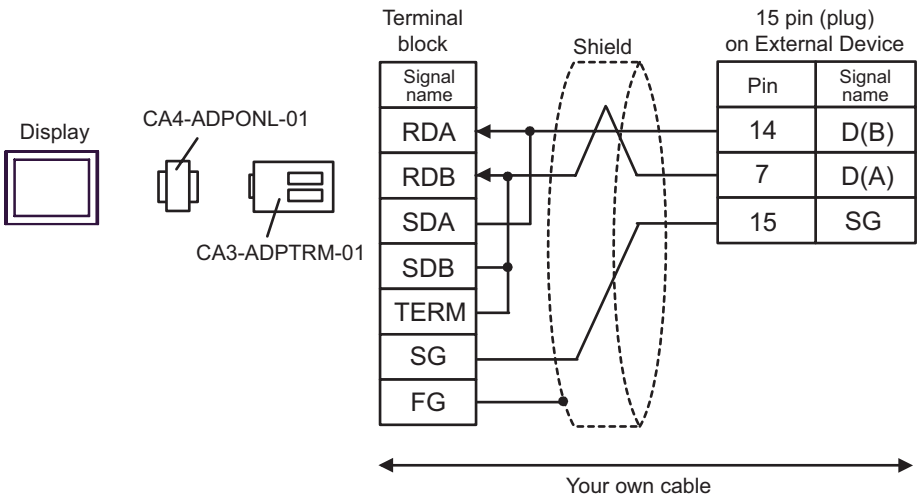 Terminal
block
Shield
15 pin (plug)
on External Device
Display
CA4-ADPONL-01
CA3-ADPTRM-01
Signal
name
RDA
RDB
SDA
SDB
TERM
SG
FG
Pin
Signal
name
14
D(B)
7
D(A)
15
SG
Your own cable